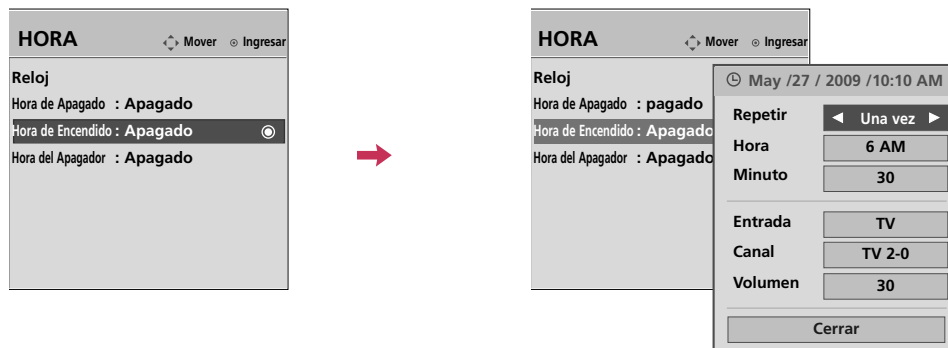 HORA Mover Ingresar
Reloj
Hora de Apagado : Apagado
Hora de Encendido : Apagado
Hora del Apagador : Apagado
HORA Mover Ingresar
Reloj
Hora de Apagado : pagado
Hora de Encendido : Apagado
Hora del Apagador : Apagado
May /27 / 2009 /10:10 AM
Repetir ◀ Una vez ▶
Hora 6 AM
Minuto 30
Entrada TV
Canal TV 2-0
Volumen 30
Cerrar